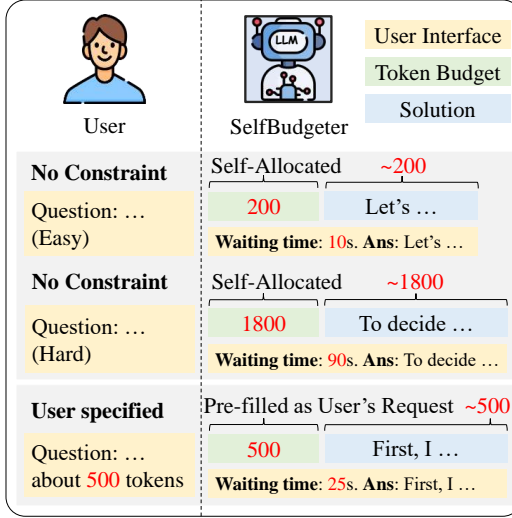 LLM
User Interface
Token Budget
Solution
User
SelfBudgeter
No Constraint
Self-Allocated
~200
Question: …
(Easy)
200
Let's …
Waiting time: 10s. Ans: Let's …
No Constraint
Self-Allocated
~1800
Question: …
(Hard)
1800
To decide …
Waiting time: 90s. Ans: To decide …
User specified
Pre-filled as User's Request ~500
Question: …
about 500 tokens
500
First, I …
Waiting time: 25s. Ans: First, I …